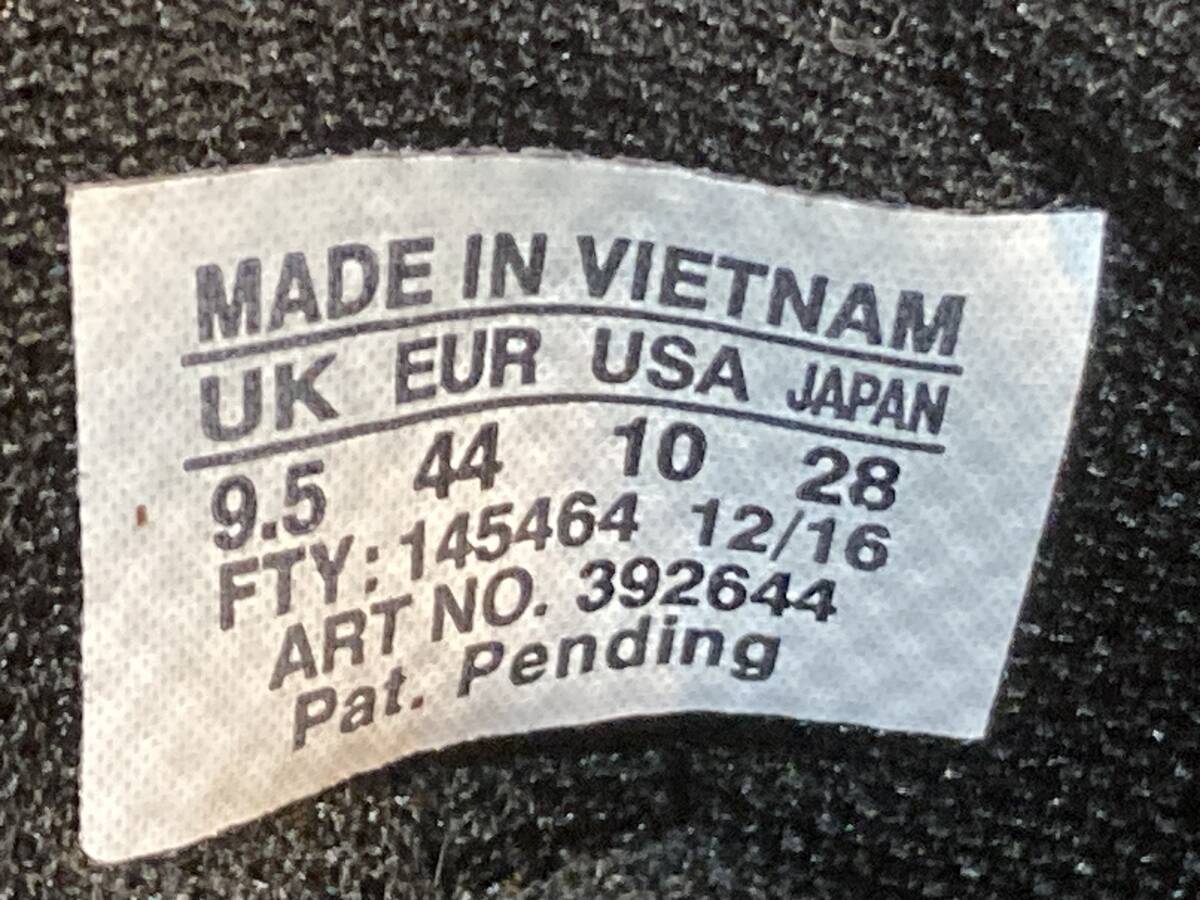 MADE IN VIETNAM
UK EUR USA JAPAN
9.5 44 10 28
FTY: 145464 12/16
ART NO. 392644
Pat. Pending